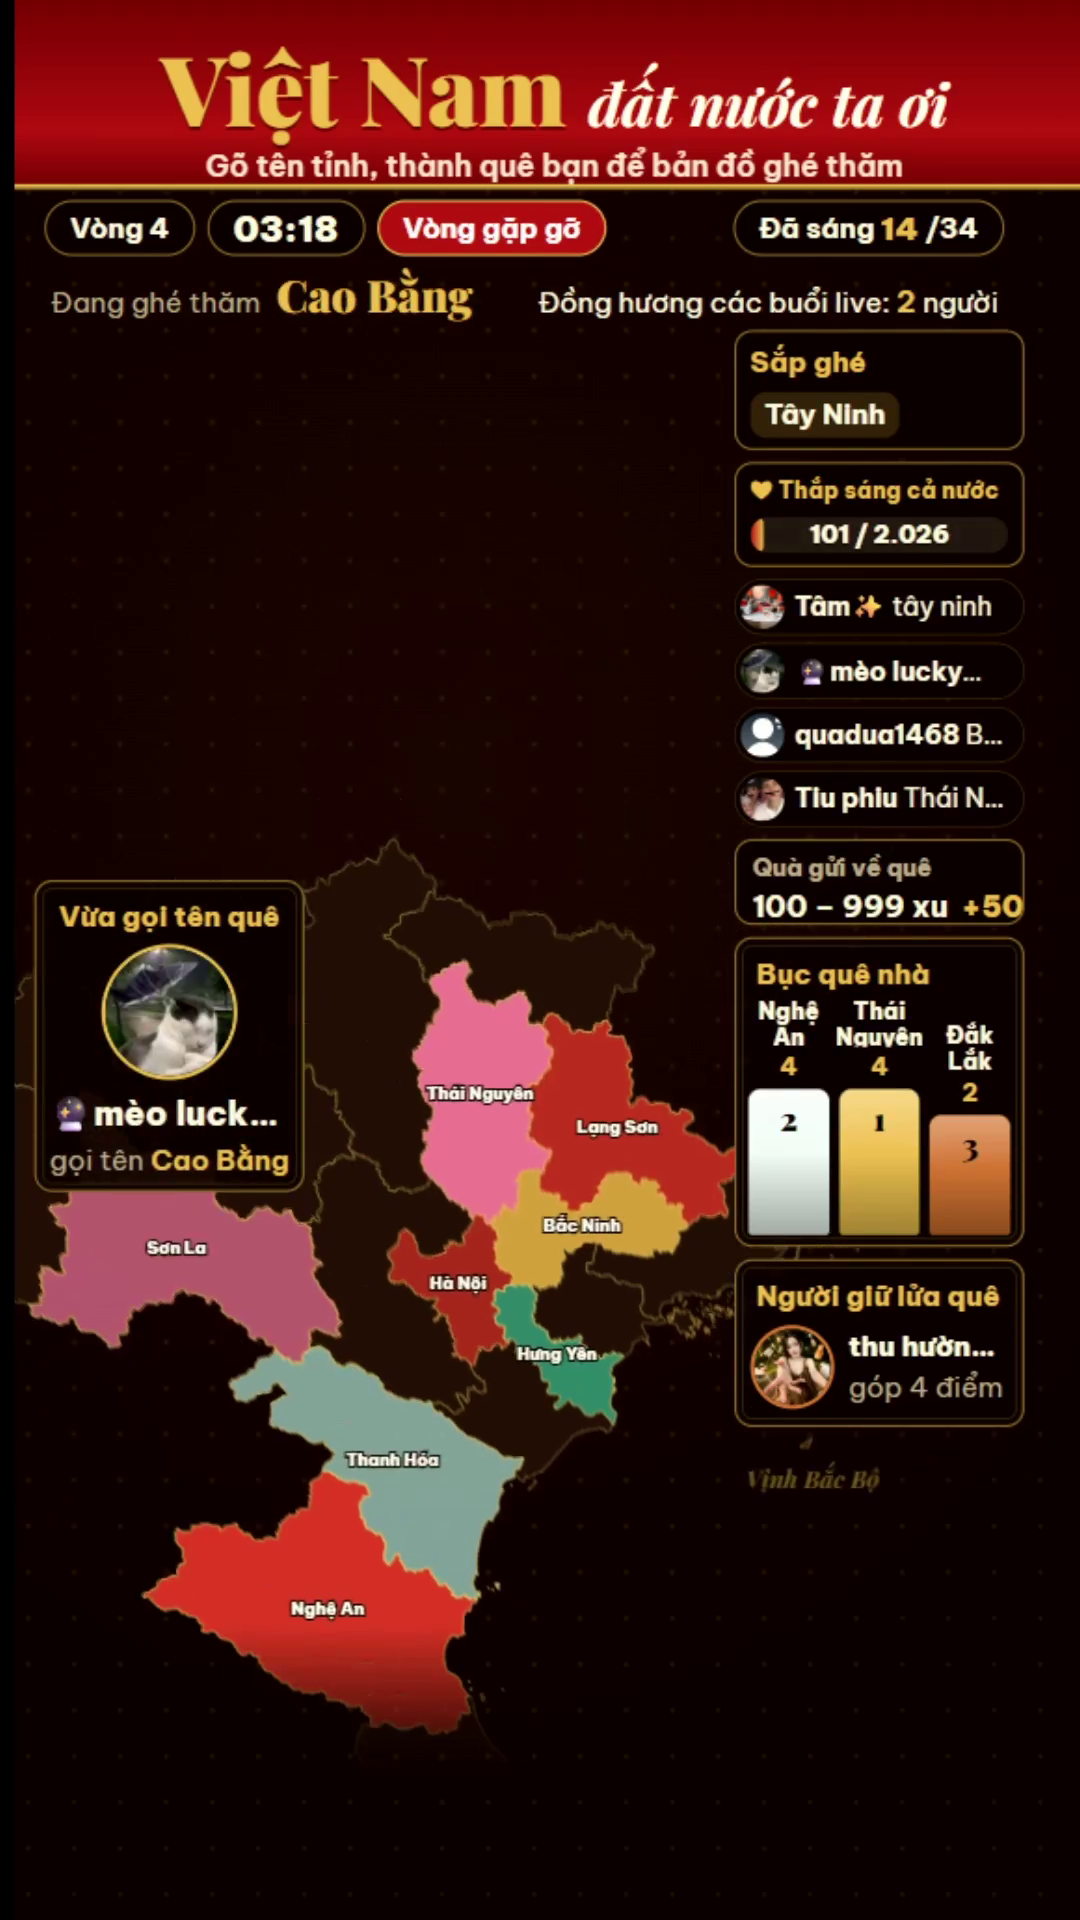 Việt Nam đất nước ta ơi
Gõ tên tỉnh, thành quê bạn để bản đồ ghé thăm
Vòng 4
03:18
Vòng gặp gỡ
Đã sáng 14 /34
Đang ghé thăm Cao Bằng
Đồng hương các buổi live: 2 người
Sắp ghé
Tây Ninh
Thắp sáng cả nước
101 / 2.026
Tâm✨ tây ninh
🔮 mèo lucky...
quadua1468 B...
Tiu phiu Thái N...
Quà gửi về quê
100 – 999 xu +50
Vừa gọi tên quê
🔮 mèo luck...
gọi tên Cao Bằng
Bục quê nhà
Nghệ An
4
2
Thái Nguyên
4
1
Đắk Lắk
2
3
Người giữ lửa quê
thu hườn...
góp 4 điểm
Thái Nguyên
Lạng Sơn
Bắc Ninh
Sơn La
Hà Nội
Hưng Yên
Thanh Hóa
Vịnh Bắc Bộ
Nghệ An